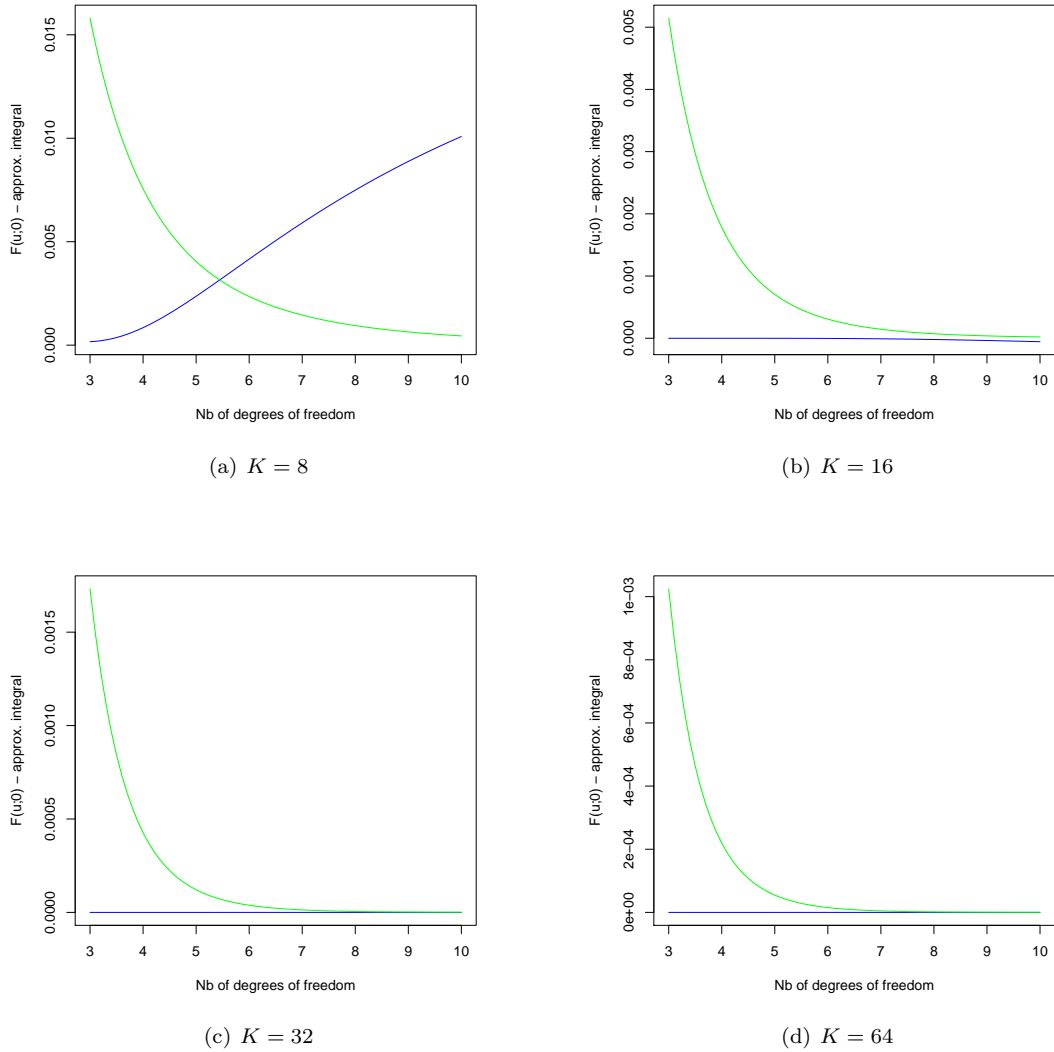 0.000 0.005 0.010 0.015
F(u;0) − approx. integral
3 4 5 6 7 8 9 10
Nb of degrees of freedom
(a) K = 8
0.000 0.001 0.002 0.003 0.004 0.005
F(u;0) − approx. integral
3 4 5 6 7 8 9 10
Nb of degrees of freedom
(b) K = 16
0.0000 0.0005 0.0010 0.0015
F(u;0) − approx. integral
3 4 5 6 7 8 9 10
Nb of degrees of freedom
(c) K = 32
0e+00 2e−04 4e−04 6e−04 8e−04 1e−03
F(u;0) − approx. integral
3 4 5 6 7 8 9 10
Nb of degrees of freedom
(d) K = 64